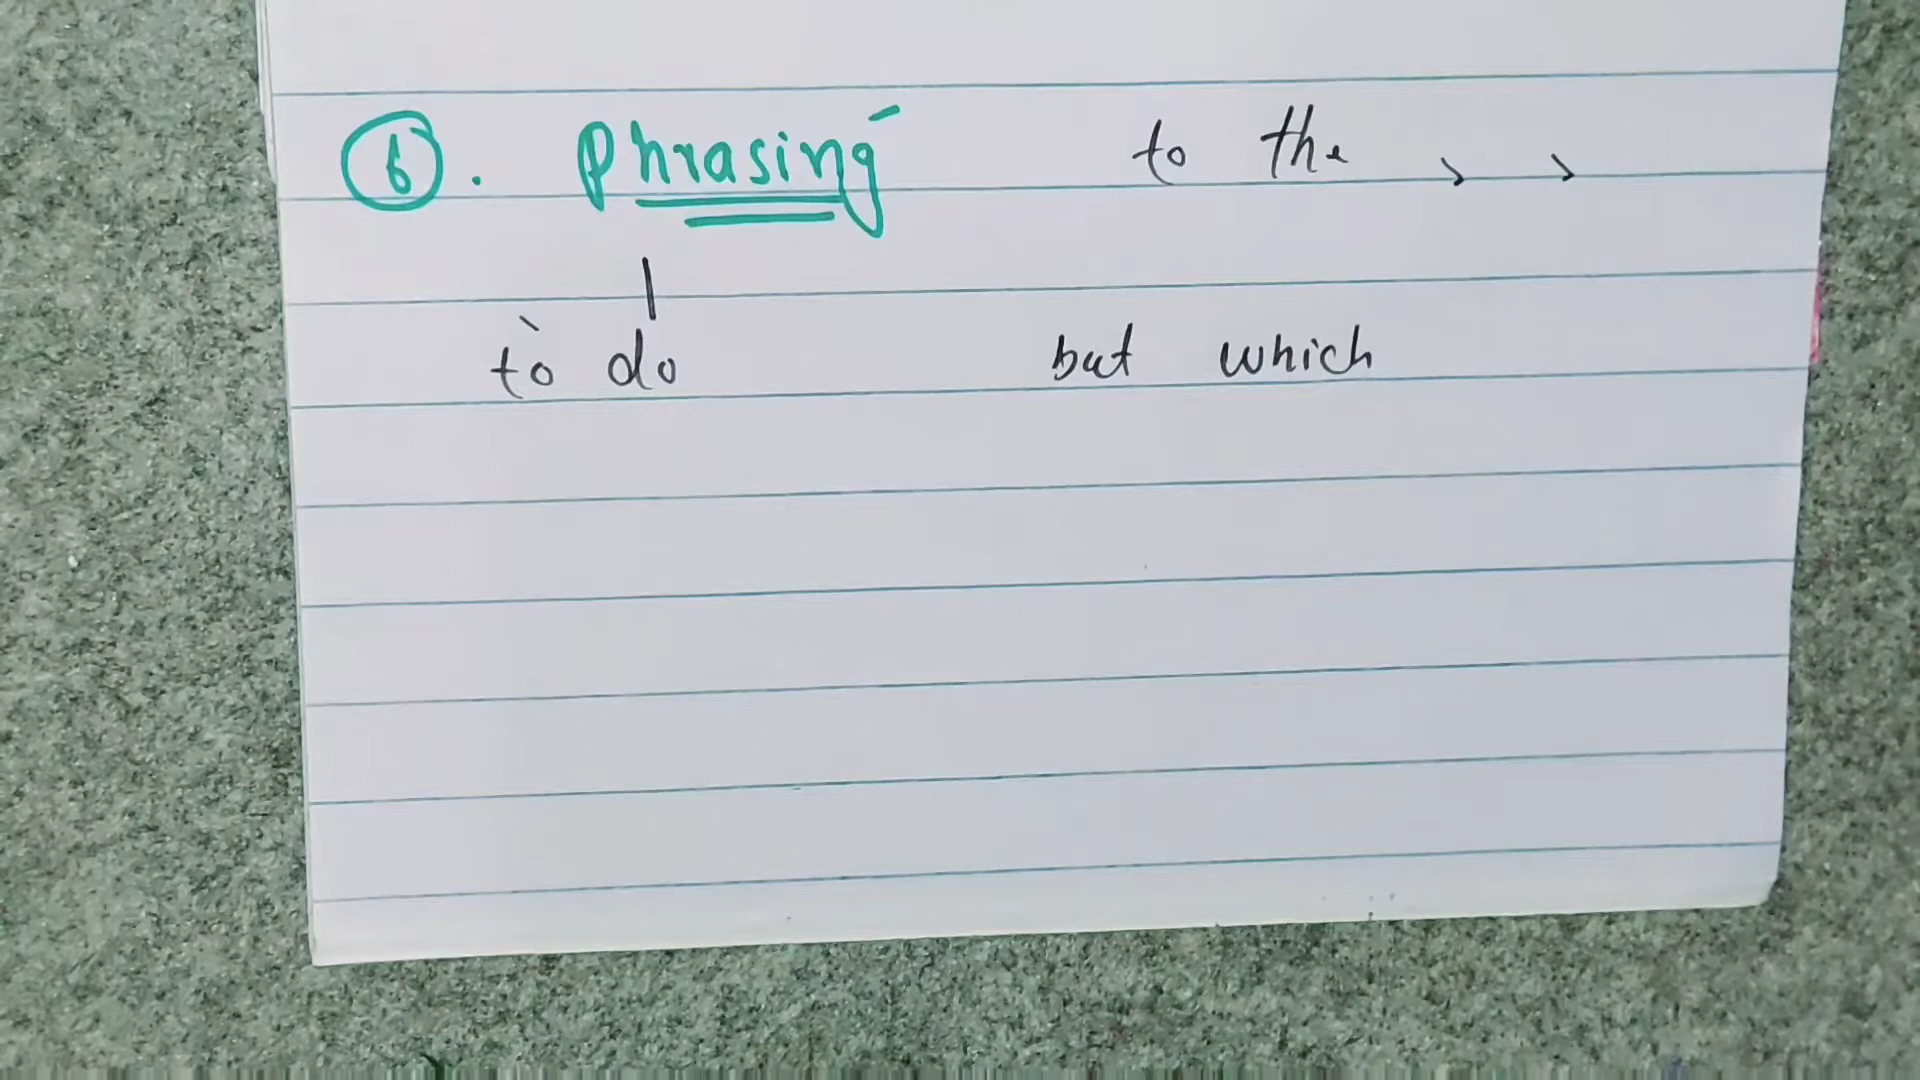 6. Phrasing to the
to do but which